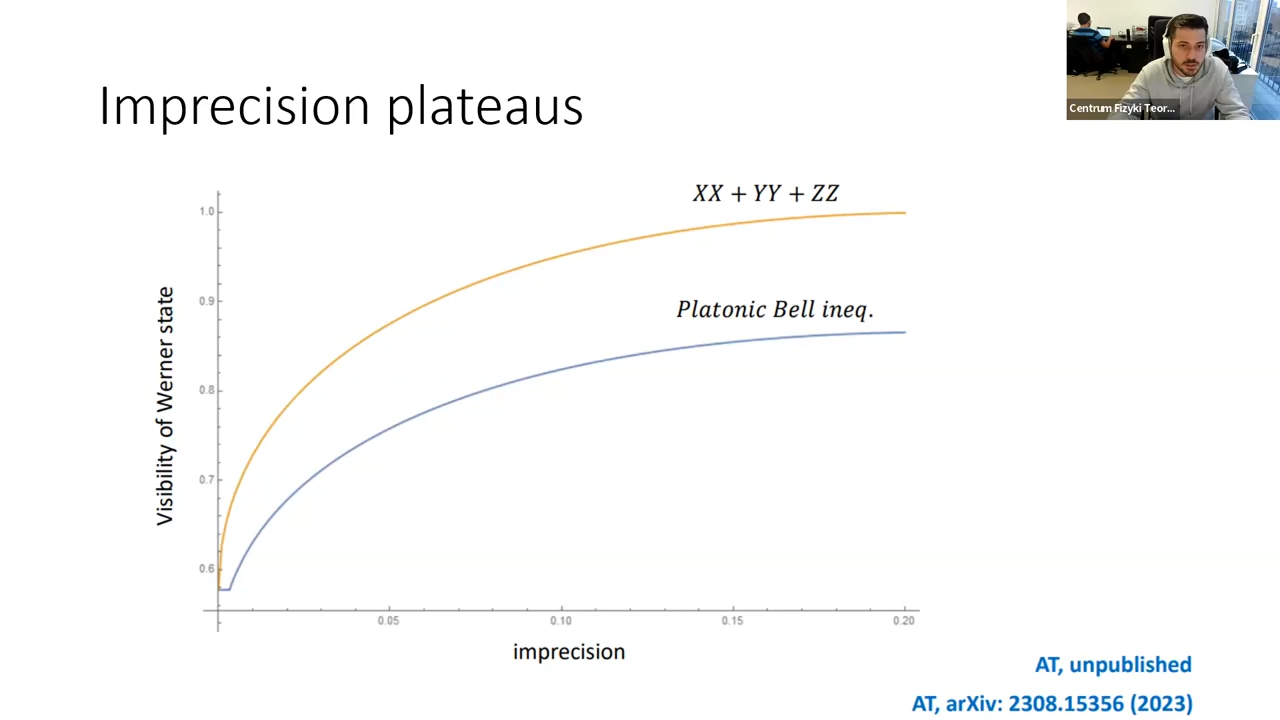 Centrum Fizyki Teor...
Imprecision plateaus
XX + YY + ZZ
Platonic Bell ineq.
Visibility of Werner state
1.0
0.9
0.8
0.7
0.6
0.05
0.10
0.15
0.20
imprecision
AT, unpublished
AT, arXiv: 2308.15356 (2023)